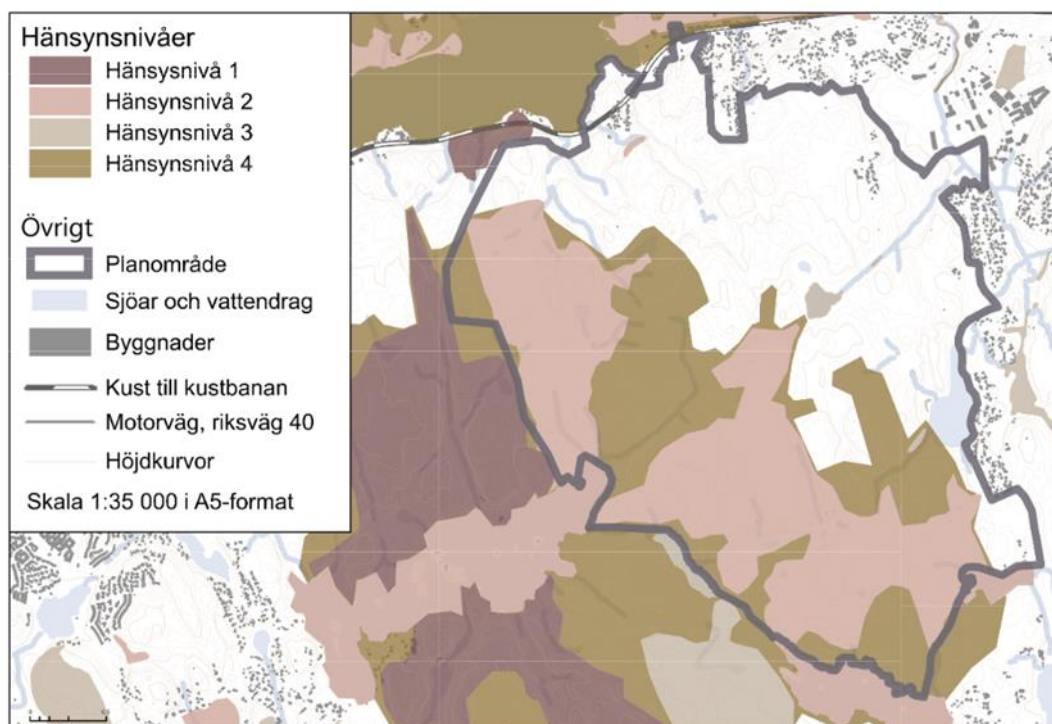 Hänsynsnivåer
Hänsysnivå 1
Hänsynsnivå 2
Hänsynsnivå 3
Hänsynsnivå 4
Övrigt
Planområde
Sjöar och vattendrag
Byggnader
Kust till kustbanan
Motorväg, riksväg 40
Höjdkurvor
Skala 1:35 000 i A5-format